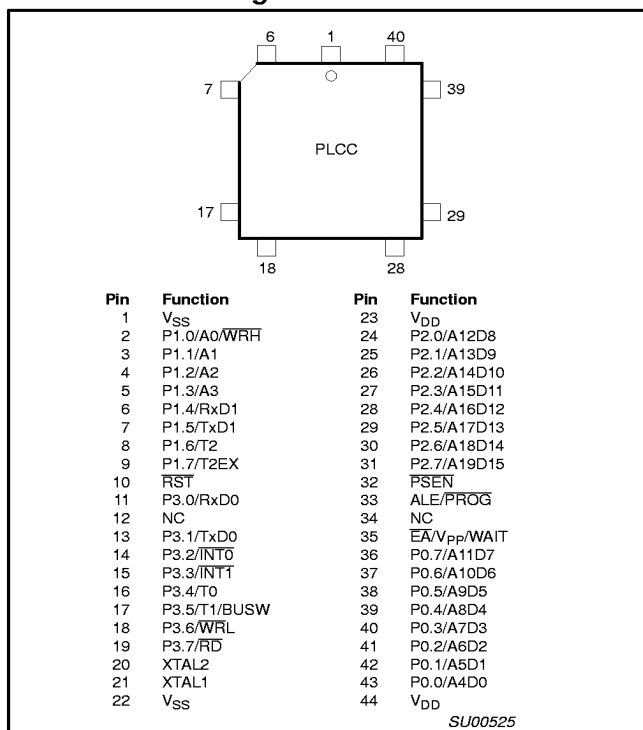 6 1 40
7 39
PLCC
17 29
18 28
Pin Function Pin Function
1 VSS 23 VDD
2 P1.0/A0/WRH 24 P2.0/A12D8
3 P1.1/A1 25 P2.1/A13D9
4 P1.2/A2 26 P2.2/A14D10
5 P1.3/A3 27 P2.3/A15D11
6 P1.4/RxD1 28 P2.4/A16D12
7 P1.5/TxD1 29 P2.5/A17D13
8 P1.6/T2 30 P2.6/A18D14
9 P1.7/T2EX 31 P2.7/A19D15
10 RST 32 PSEN
11 P3.0/RxD0 33 ALE/PROG
12 NC 34 NC
13 P3.1/TxD0 35 EA/VPP/WAIT
14 P3.2/INT0 36 P0.7/A11D7
15 P3.3/INT1 37 P0.6/A10D6
16 P3.4/T0 38 P0.5/A9D5
17 P3.5/T1/BUSW 39 P0.4/A8D4
18 P3.6/WRL 40 P0.3/A7D3
19 P3.7/RD 41 P0.2/A6D2
20 XTAL2 42 P0.1/A5D1
21 XTAL1 43 P0.0/A4D0
22 VSS 44 VDD
SU00525